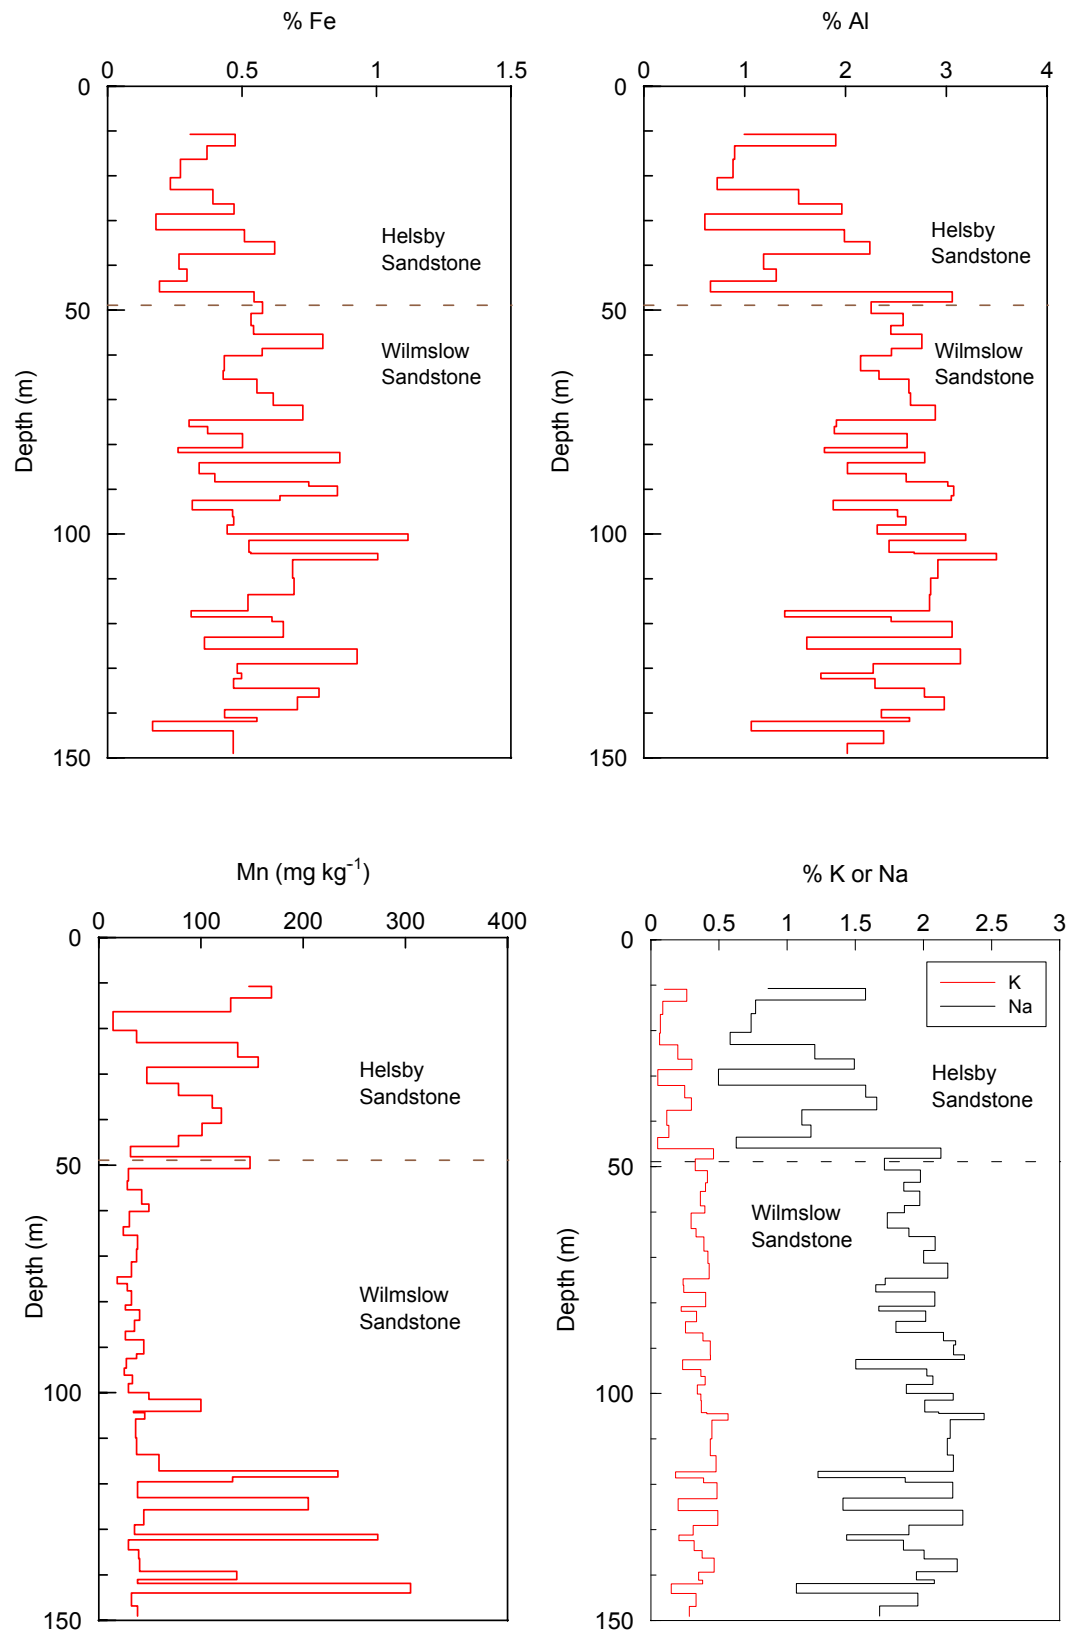 % Fe
% Al
0 0.5 1 1.5
0 1 2 3 4
0
50
100
150
Depth (m)
Helsby
Sandstone
Wilmslow
Sandstone
0
50
100
150
Depth (m)
Helsby
Sandstone
Wilmslow
Sandstone
Mn (mg kg⁻¹)
% K or Na
0 100 200 300 400
0 0.5 1 1.5 2 2.5 3
0
50
100
150
Depth (m)
Helsby
Sandstone
Wilmslow
Sandstone
0
50
100
150
Depth (m)
K
Na
Helsby
Sandstone
Wilmslow
Sandstone